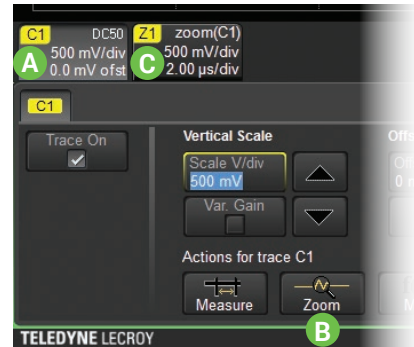 C1 DC50
500 mV/div
0.0 mV ofst
A
Z1 zoom(C1)
500 mV/div
2.00 µs/div
C
C1
Trace On
Vertical Scale
Scale V/div
500 mV
Var. Gain
Actions for trace C1
Measure
Zoom
B
TELEDYNE LECROY